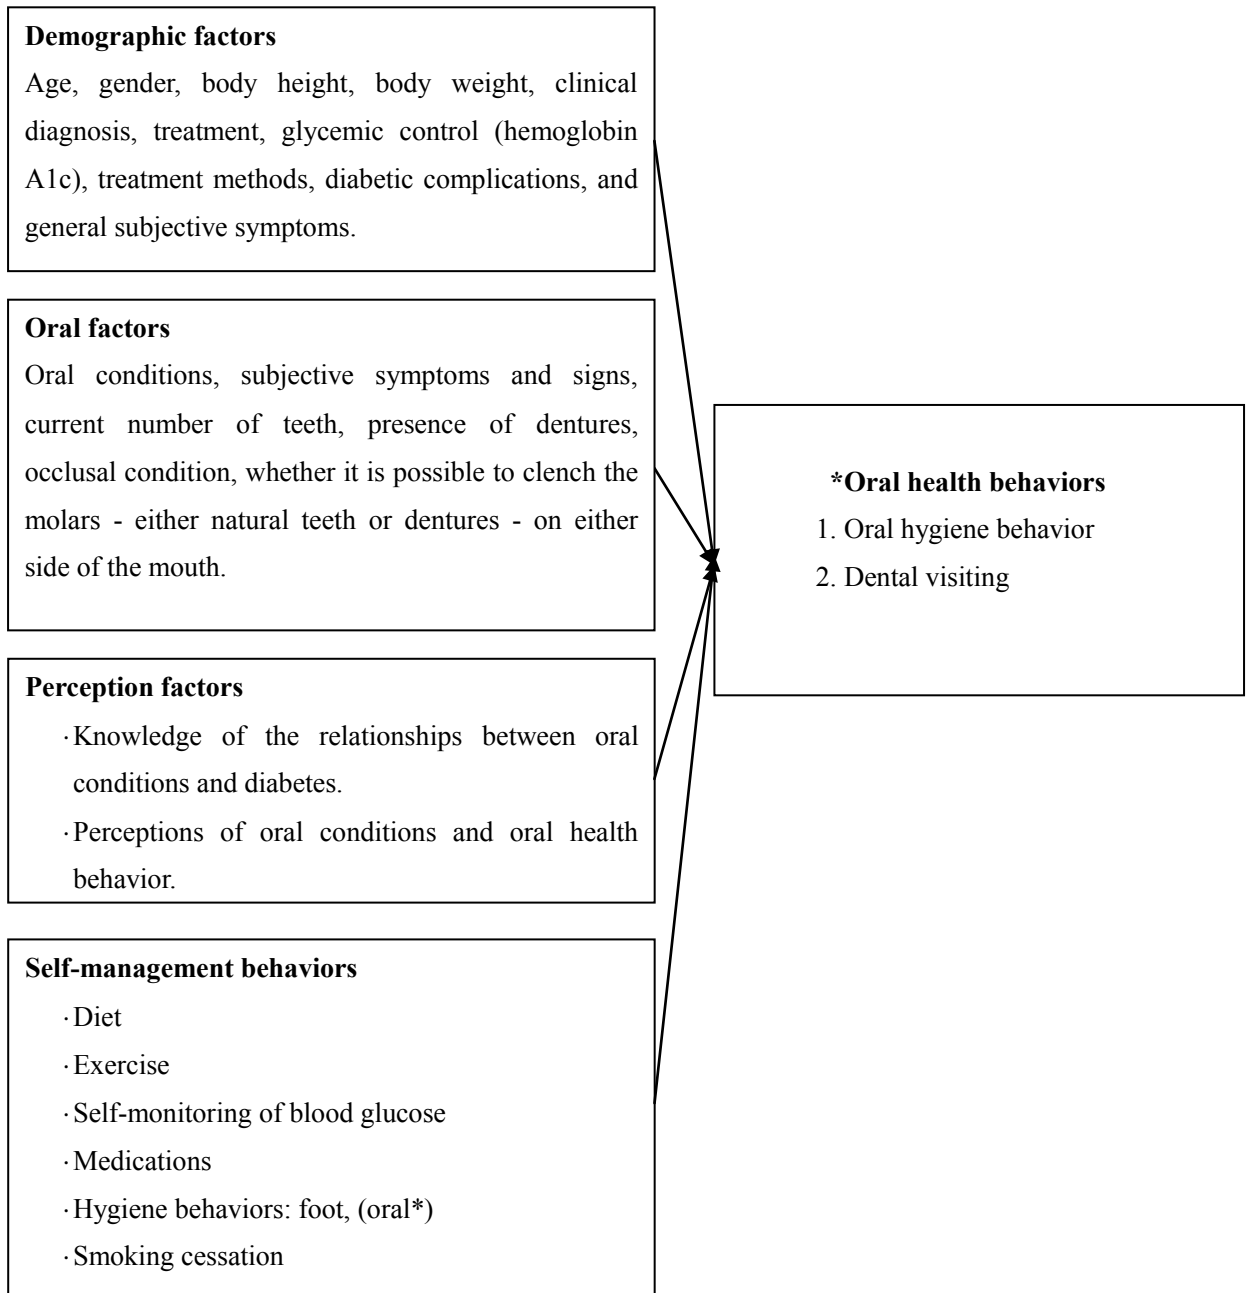 Demographic factors
Age, gender, body height, body weight, clinical
diagnosis, treatment, glycemic control (hemoglobin
A1c), treatment methods, diabetic complications, and
general subjective symptoms.
Oral factors
Oral conditions, subjective symptoms and signs,
current number of teeth, presence of dentures,
occlusal condition, whether it is possible to clench the
molars - either natural teeth or dentures - on either
side of the mouth.
*Oral health behaviors
1. Oral hygiene behavior
2. Dental visiting
Perception factors
·Knowledge of the relationships between oral
conditions and diabetes.
·Perceptions of oral conditions and oral health
behavior.
Self-management behaviors
·Diet
·Exercise
·Self-monitoring of blood glucose
·Medications
·Hygiene behaviors: foot, (oral*)
·Smoking cessation